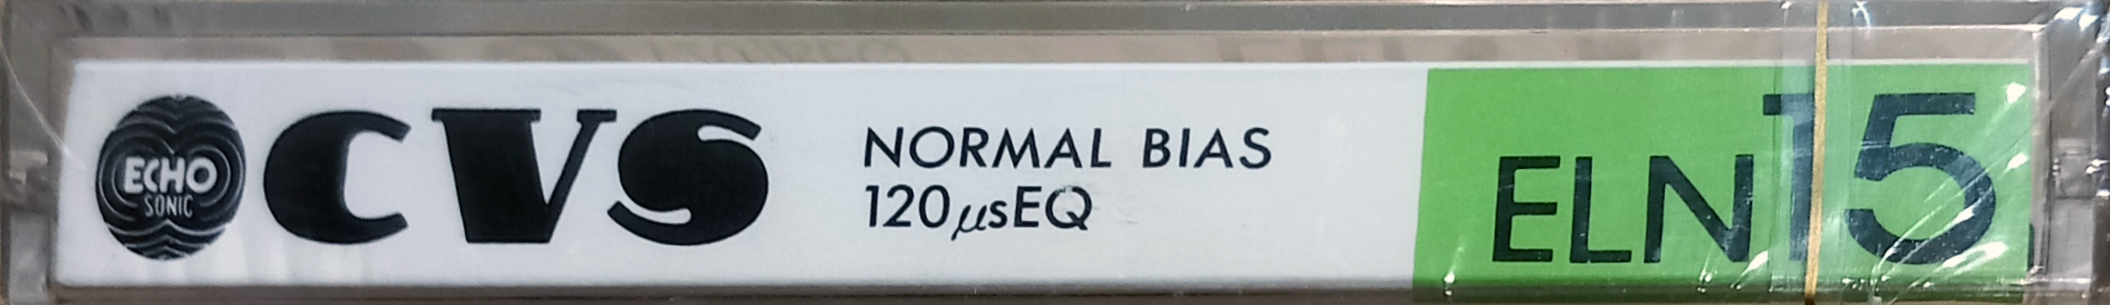 ECHO
SONIC
CVS
NORMAL BIAS
120µsEQ
ELN15